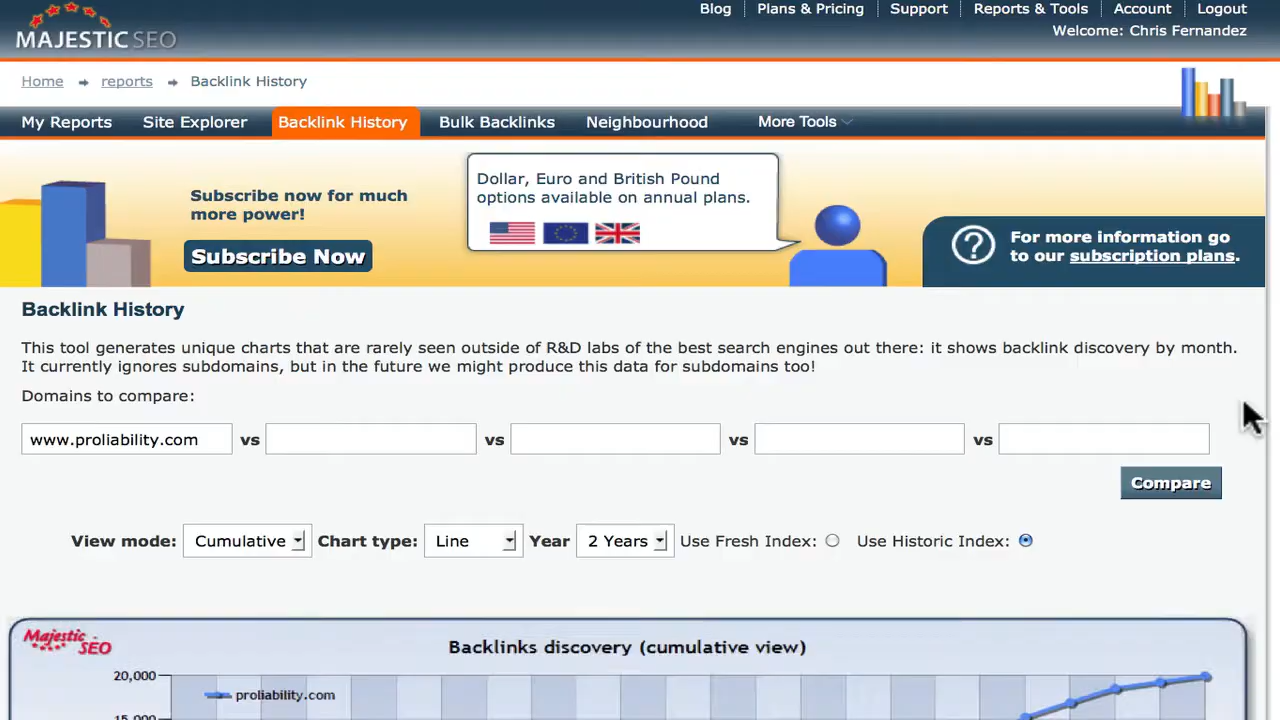 Blog Plans & Pricing Support Reports & Tools Account Logout
MAJESTIC SEO
Welcome: Chris Fernandez
Home reports Backlink History
My Reports Site Explorer Backlink History Bulk Backlinks Neighbourhood More Tools
Subscribe now for much
more power!
Subscribe Now
Dollar, Euro and British Pound
options available on annual plans.
For more information go
to our subscription plans.
Backlink History
This tool generates unique charts that are rarely seen outside of R&D labs of the best search engines out there: it shows backlink discovery by month.
It currently ignores subdomains, but in the future we might produce this data for subdomains too!
Domains to compare:
www.proliability.com vs vs vs vs
Compare
View mode: Cumulative Chart type: Line Year 2 Years Use Fresh Index: Use Historic Index:
Majestic SEO
Backlinks discovery (cumulative view)
20,000
proliability.com
15,000